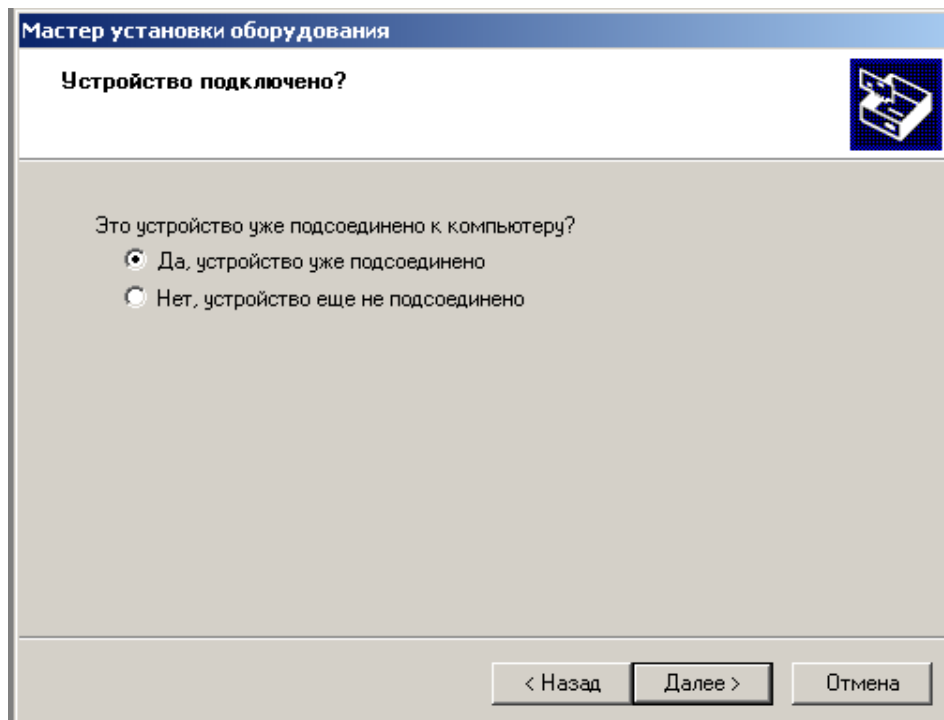 Мастер установки оборудования
Устройство подключено?
Это устройство уже подсоединено к компьютеру?
Да, устройство уже подсоединено
Нет, устройство еще не подсоединено
< Назад Далее > Отмена